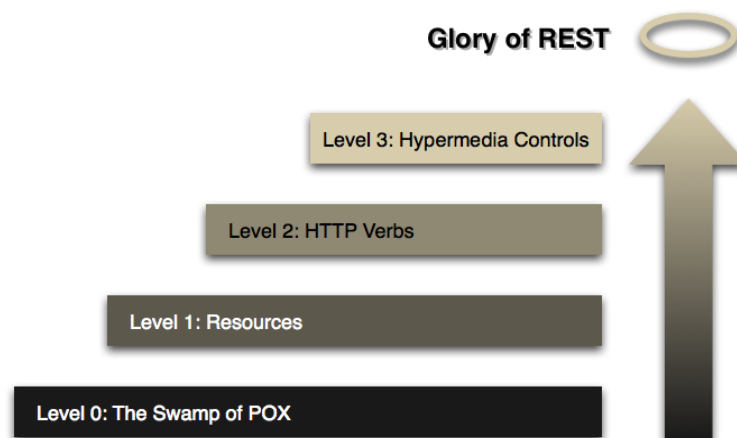 Glory of REST
Level 3: Hypermedia Controls
Level 2: HTTP Verbs
Level 1: Resources
Level 0: The Swamp of POX